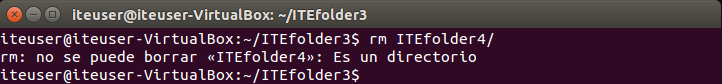 iteuser@iteuser-VirtualBox: ~/ITEfolder3
iteuser@iteuser-VirtualBox:~/ITEfolder3$ rm ITEfolder4/
rm: no se puede borrar «ITEfolder4»: Es un directorio
iteuser@iteuser-VirtualBox:~/ITEfolder3$